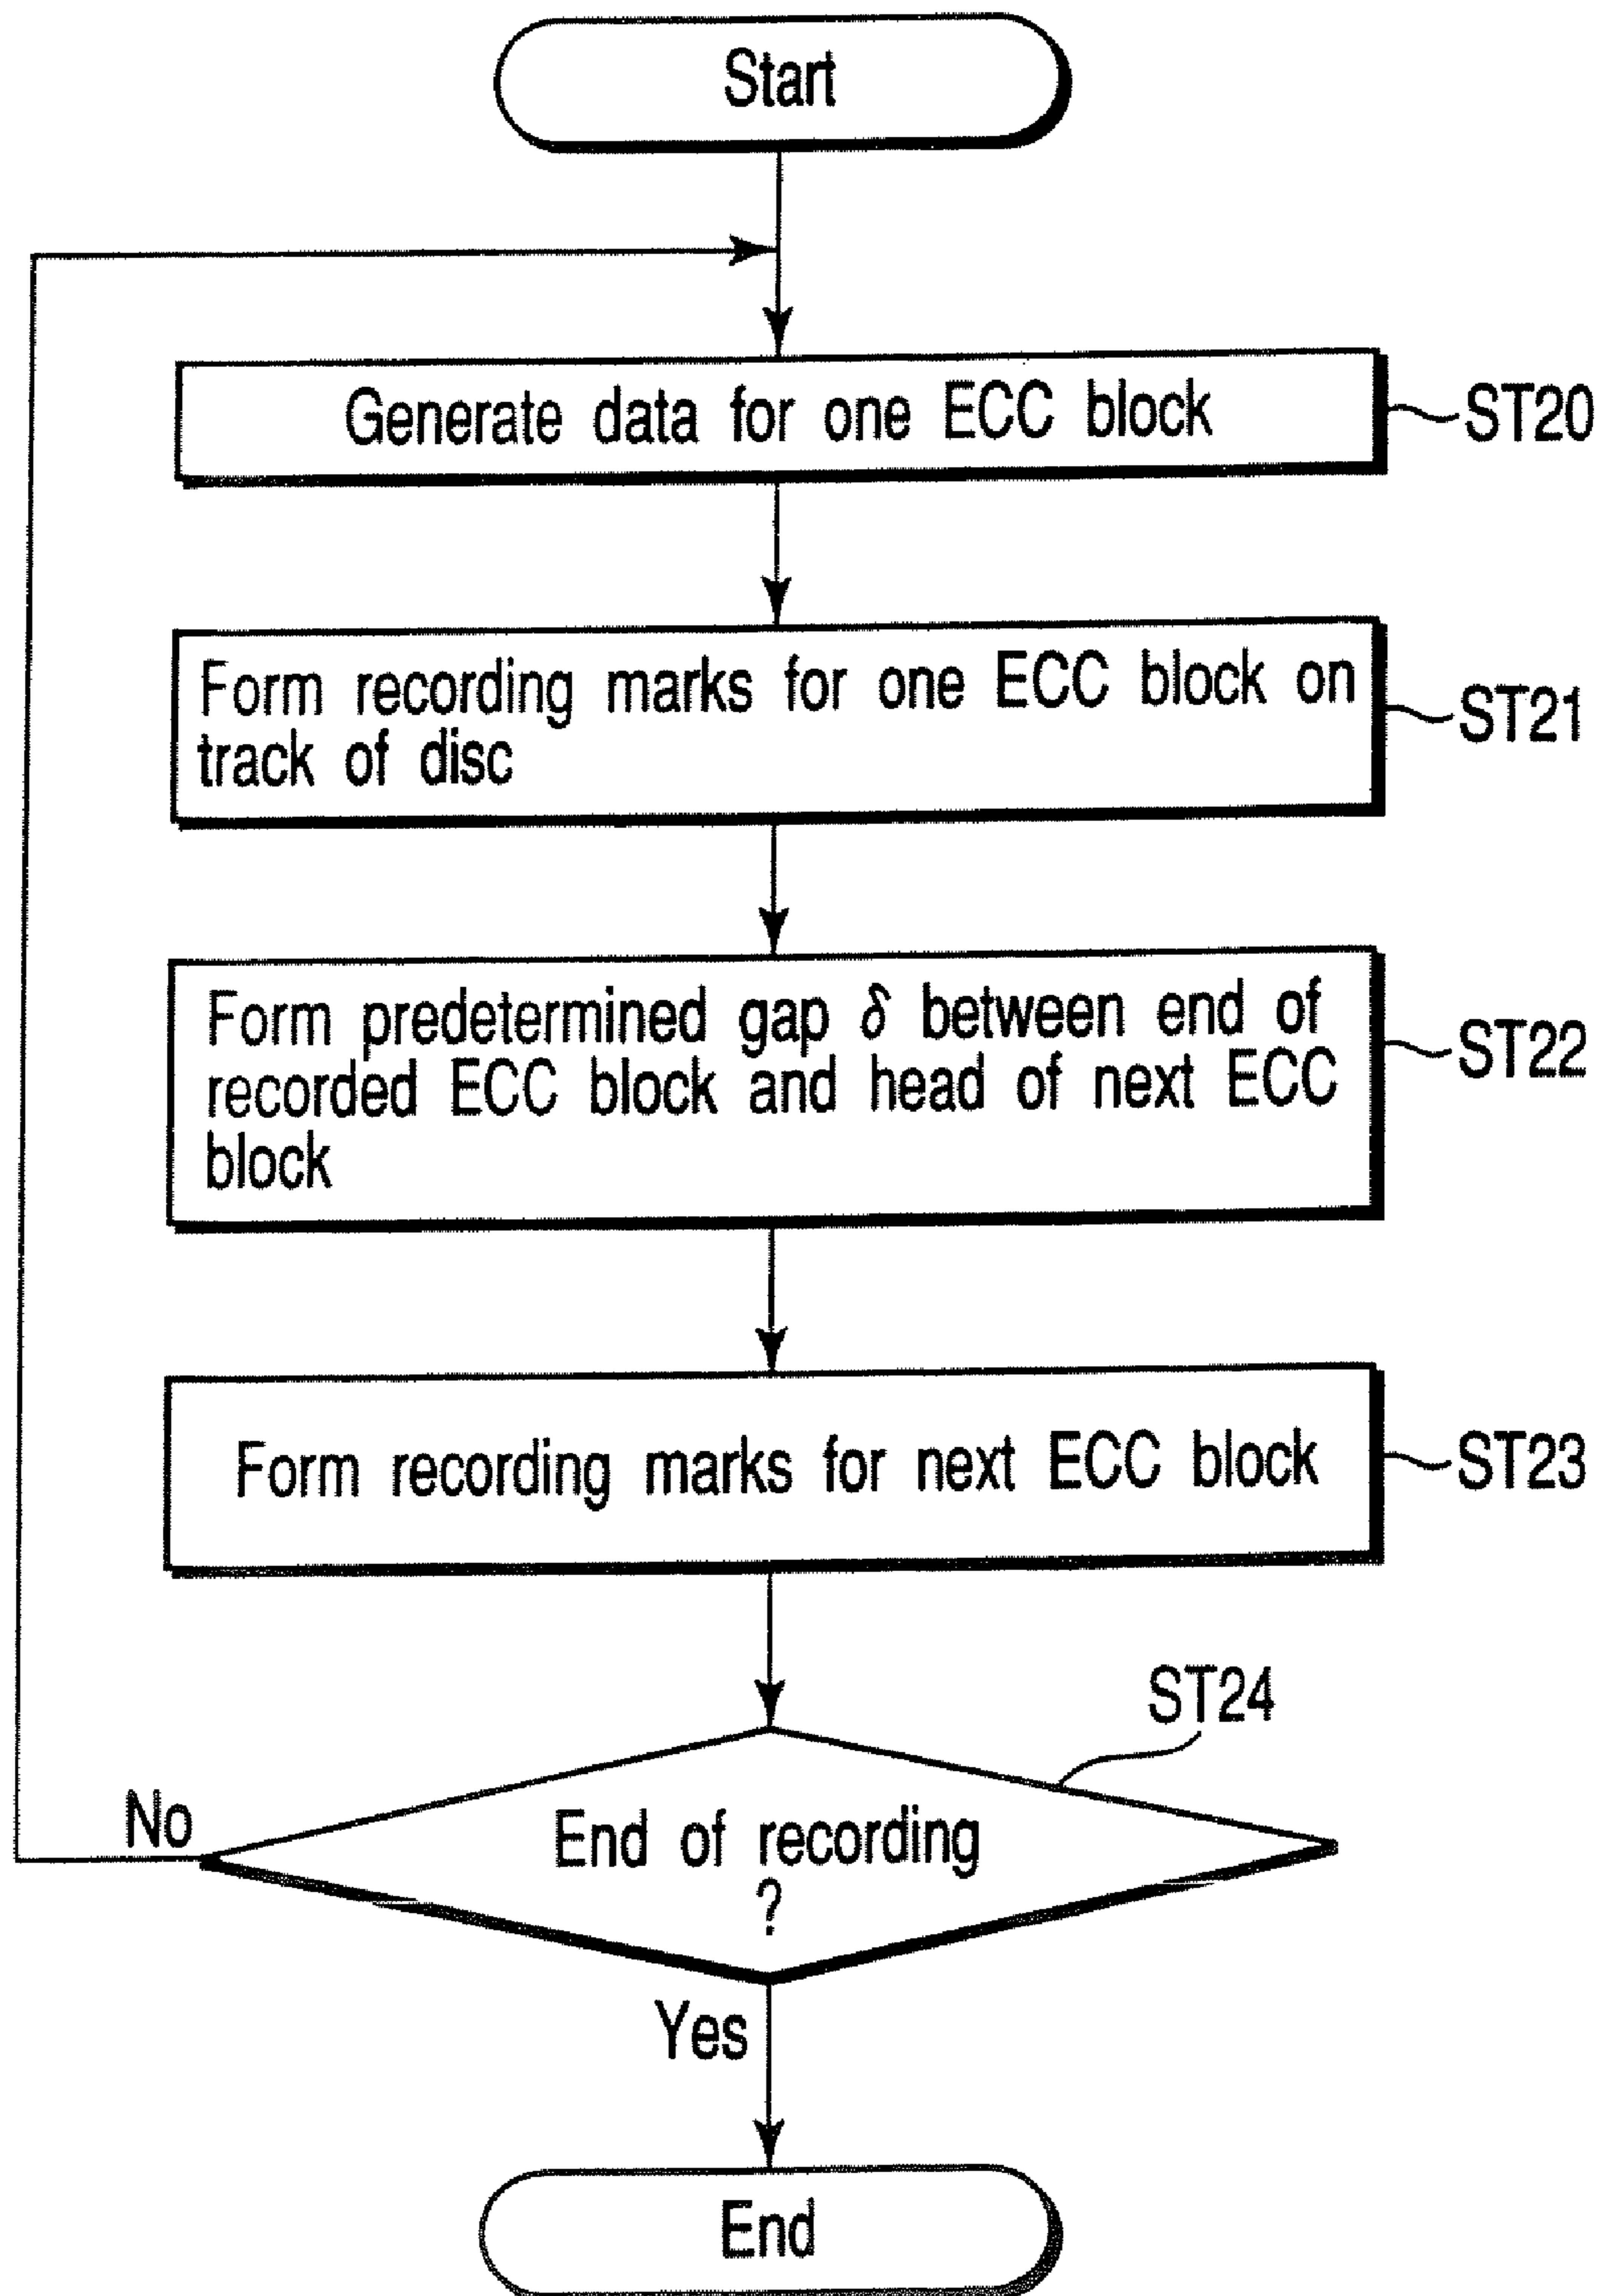 Start
Generate data for one ECC block
ST20
Form recording marks for one ECC block on
track of disc
ST21
Form predetermined gap δ between end of
recorded ECC block and head of next ECC
block
ST22
Form recording marks for next ECC block
ST23
ST24
No
End of recording
?
Yes
End